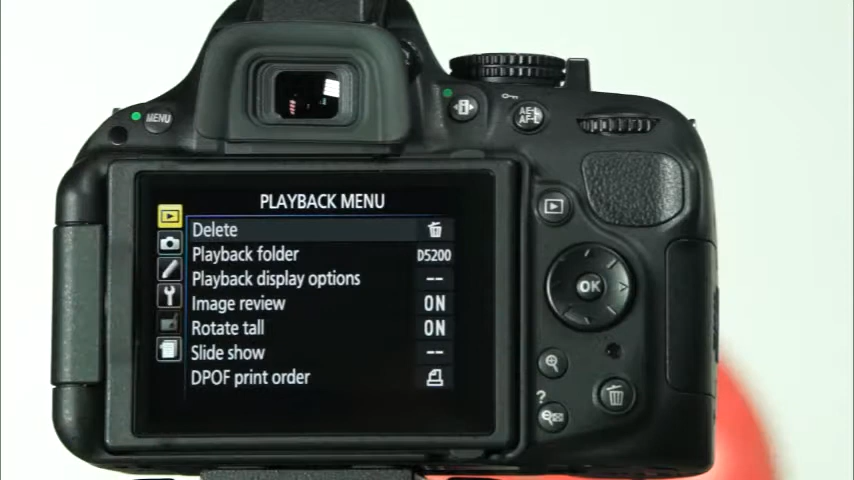 MENU
i
AE-L
AF-L
PLAYBACK MENU
Delete
Playback folder D5200
Playback display options --
Image review ON
Rotate tall ON
Slide show --
DPOF print order
OK
?